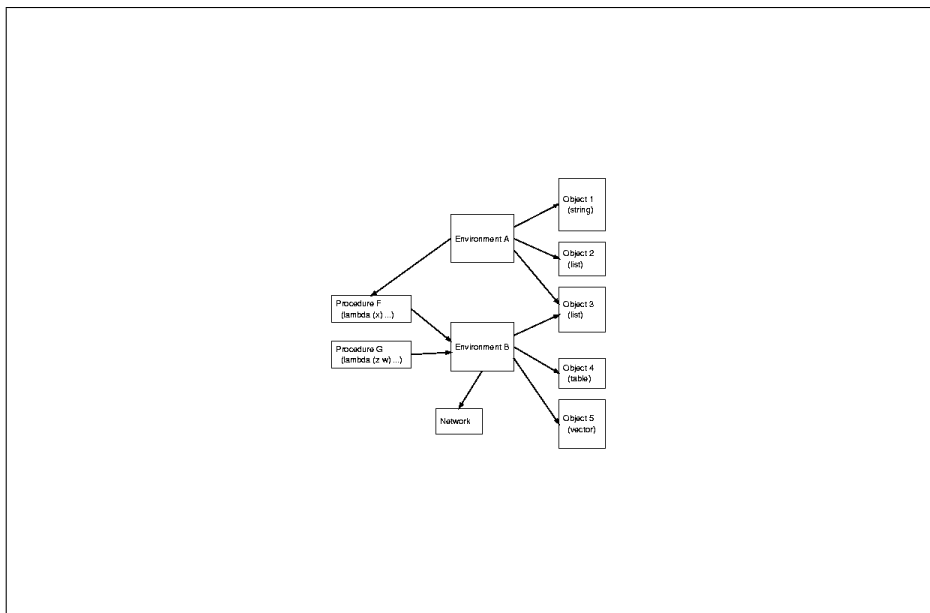 Object 1
(string)
Environment A
Object 2
(list)
Object 3
(list)
Procedure F
(lambda (x) ...)
Environment B
Procedure G
(lambda (z w) ...)
Object 4
(table)
Object 5
(vector)
Network